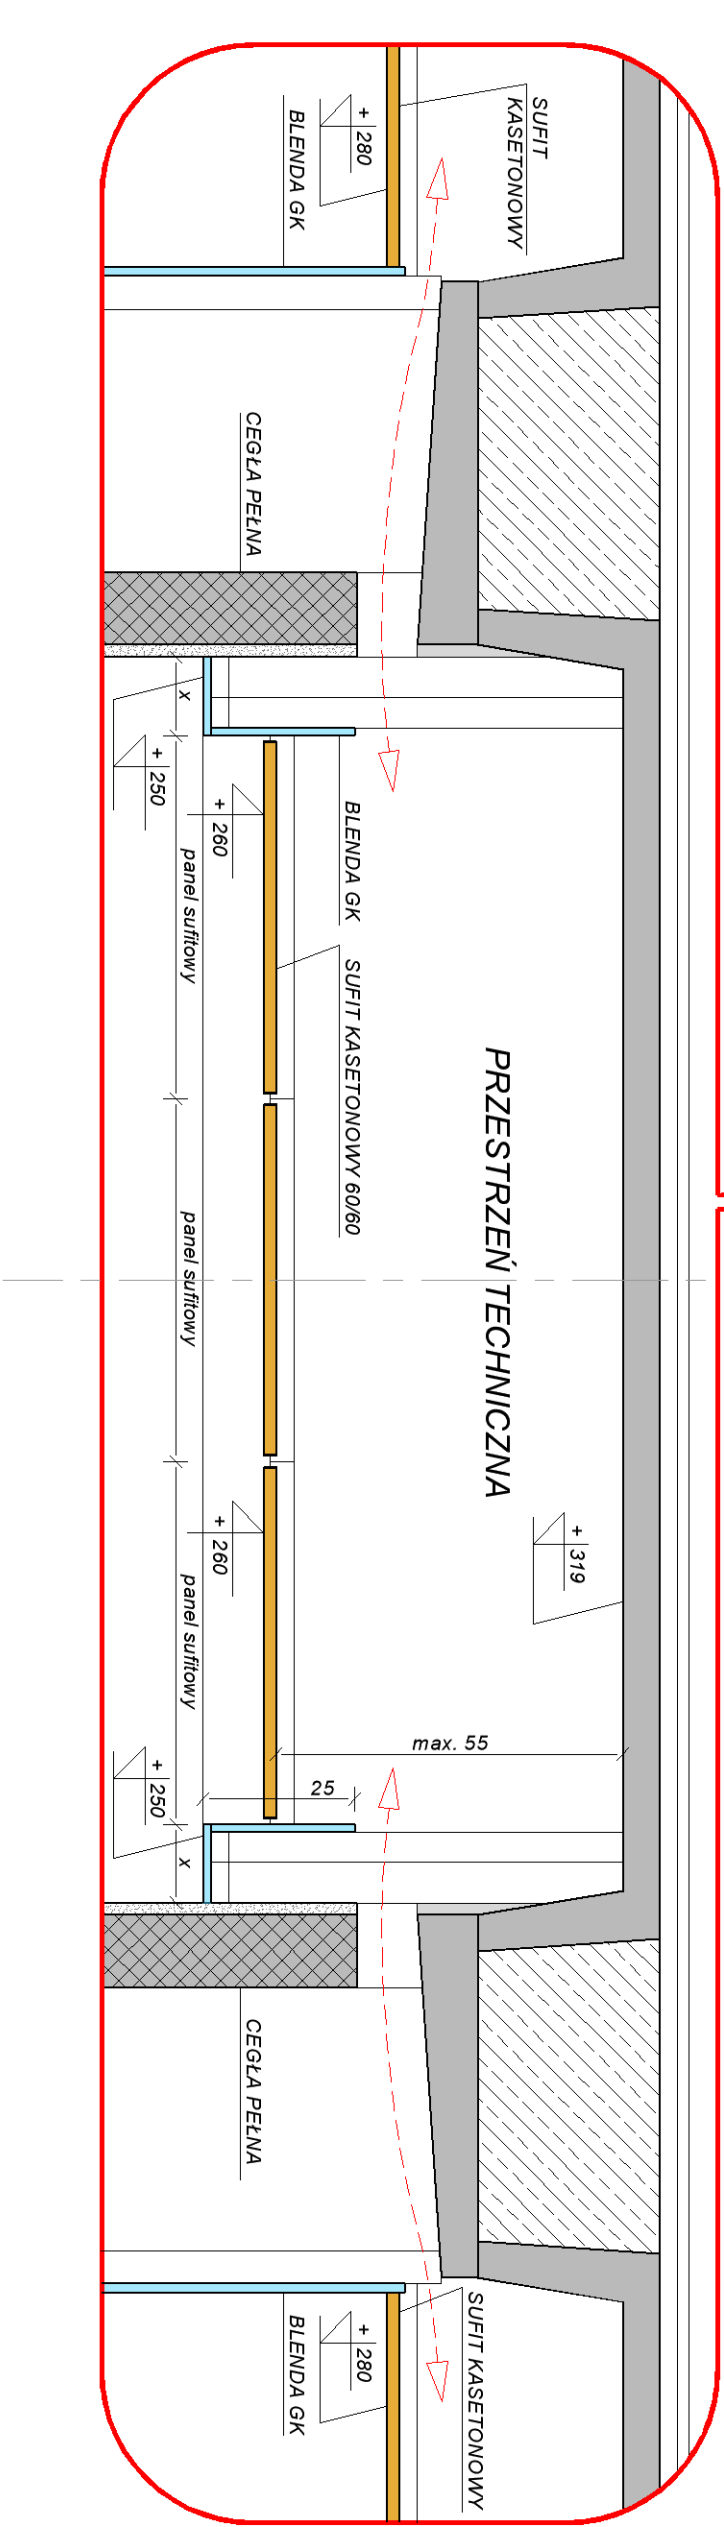 SUFIT
KASETONOWY
+ 280
BLENDA GK
CEGŁA PEŁNA
x
+ 250
+ 260
panel sufitowy
BLENDA GK
SUFIT KASETONOWY 60/60
PRZESTRZEŃ TECHNICZNA
panel sufitowy
+ 319
+ 260
panel sufitowy
max. 55
25
+ 250
x
CEGŁA PEŁNA
SUFIT KASETONOWY
+ 280
BLENDA GK